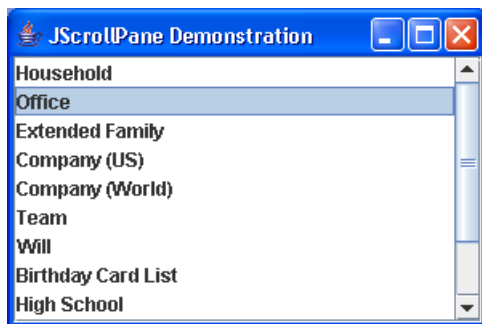 JScrollPane Demonstration
Household
Office
Extended Family
Company (US)
Company (World)
Team
Will
Birthday Card List
High School